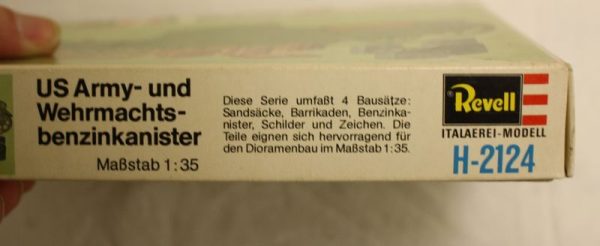 US Army- und
Wehrmachts-
benzinkanister
Maßstab 1:35
Diese Serie umfaßt 4 Bausätze:
Sandsäcke, Barrikaden, Benzinka-
nister, Schilder und Zeichen. Die
Teile eignen sich hervorragend für
den Dioramenbau im Maßstab 1:35.
Revell
ITALAEREI-MODELL
H-2124